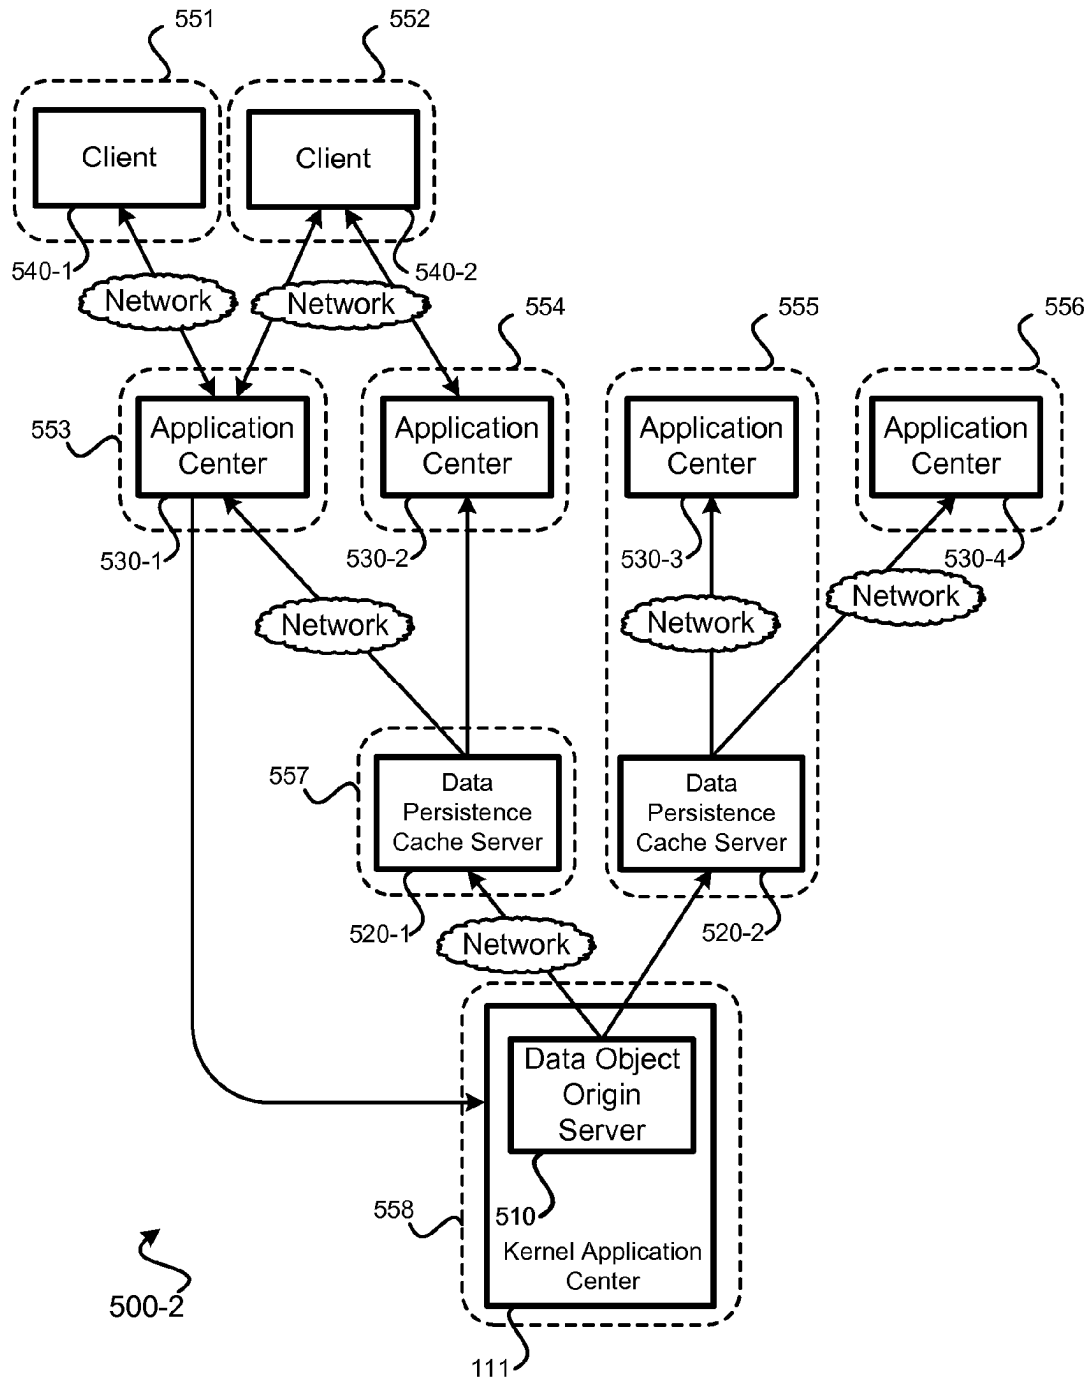 551
552
Client
Client
540-1
540-2
Network
Network
554
555
556
553
Application
Center
Application
Center
Application
Center
Application
Center
530-1
530-2
530-3
530-4
Network
Network
Network
557
Data
Persistence
Cache Server
Data
Persistence
Cache Server
520-1
520-2
Network
Data Object
Origin
Server
558
510
Kernel Application
Center
500-2
111